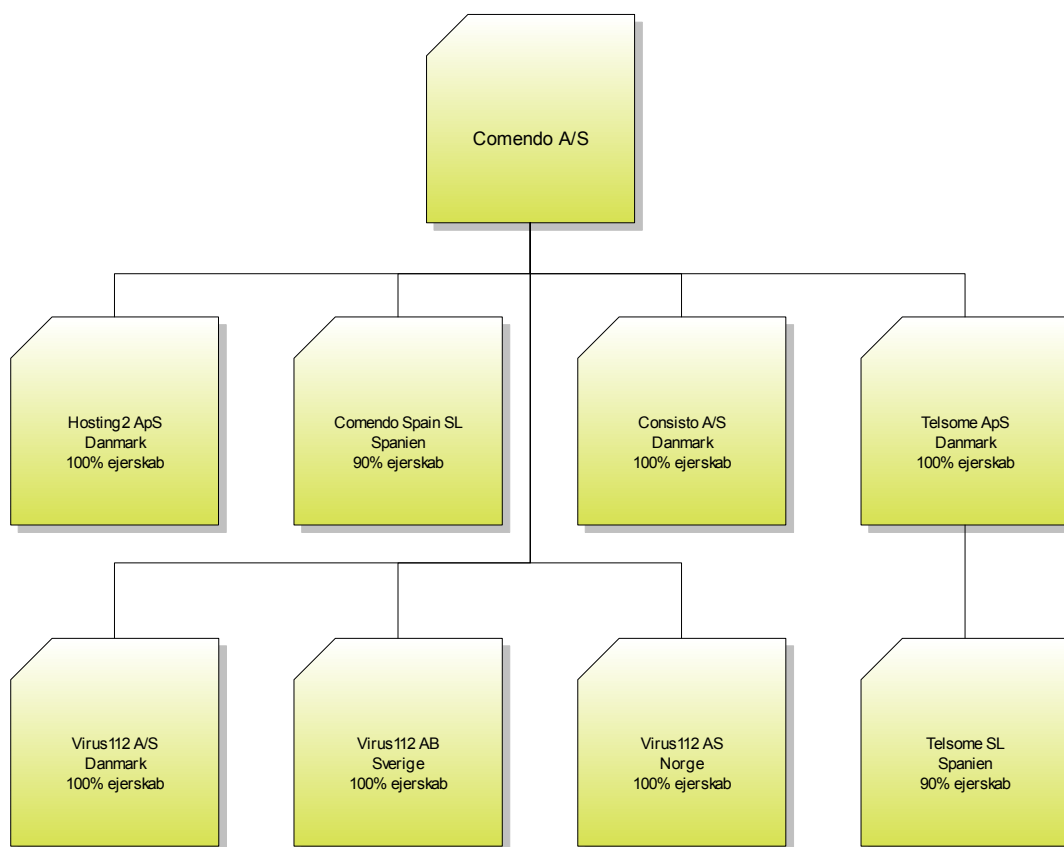 Comendo A/S
Hosting2 ApS
Danmark
100% ejerskab
Comendo Spain SL
Spanien
90% ejerskab
Consisto A/S
Danmark
100% ejerskab
Telsome ApS
Danmark
100% ejerskab
Virus112 A/S
Danmark
100% ejerskab
Virus112 AB
Sverige
100% ejerskab
Virus112 AS
Norge
100% ejerskab
Telsome SL
Spanien
90% ejerskab